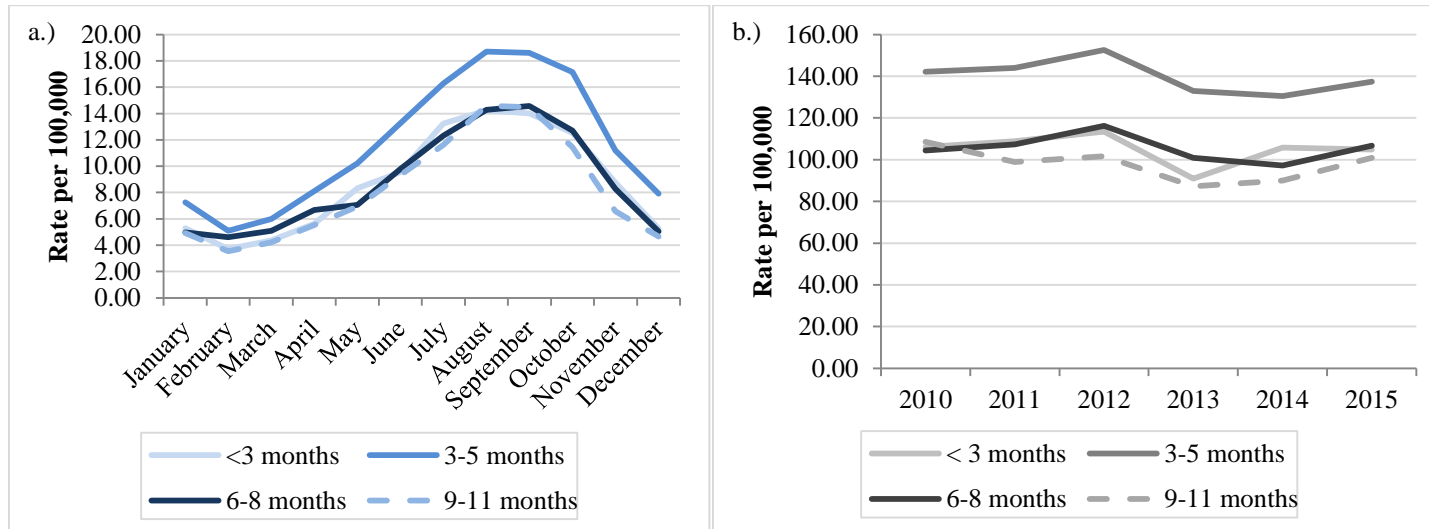 a.)
Rate per 100,000
20.00
18.00
16.00
14.00
12.00
10.00
8.00
6.00
4.00
2.00
0.00
January
February
March
April
May
June
July
August
September
October
November
December
<3 months
3-5 months
6-8 months
9-11 months
b.)
Rate per 100,000
160.00
140.00
120.00
100.00
80.00
60.00
40.00
20.00
0.00
2010 2011 2012 2013 2014 2015
< 3 months
3-5 months
6-8 months
9-11 months